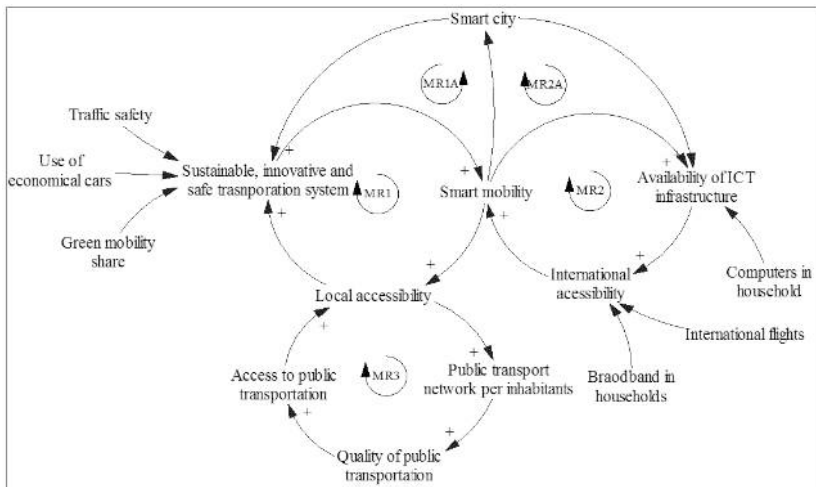 Smart city
MR1A
MR2A
Traffic safety
Use of
economical cars
Green mobility
share
+
Sustainable, innovative and
safe trasnporation system
+
MR1
+
Smart mobility
+
MR2
+
Availability of ICT
infrastructure
+
Local accessibility
+
International
acessibility
+
Computers in
household
International flights
Braodband in
households
+
Access to public
transportation
+
MR3
+
Public transport
network per inhabitants
+
Quality of public
transportation